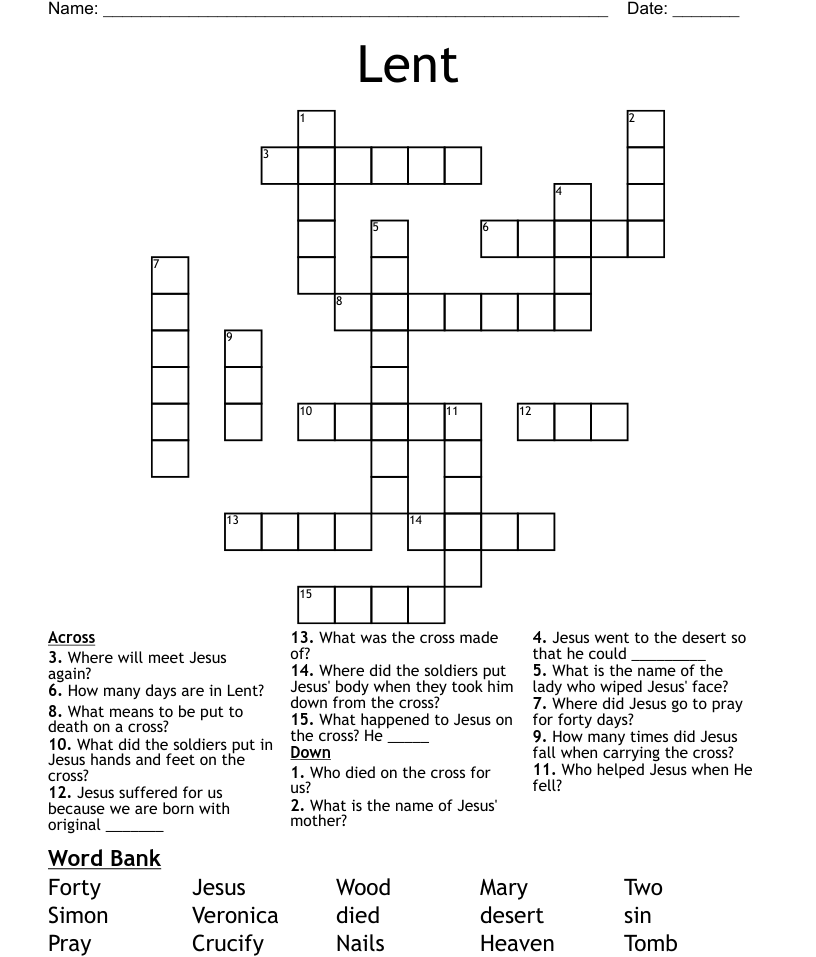 Name: _______________________________________________________ Date: _______
Lent
1
2
3
4
5
6
7
8
9
10
11
12
13
14
15
Across
3. Where will meet Jesus
again?
6. How many days are in Lent?
8. What means to be put to
death on a cross?
10. What did the soldiers put in
Jesus hands and feet on the
cross?
12. Jesus suffered for us
because we are born with
original _______
13. What was the cross made
of?
14. Where did the soldiers put
Jesus' body when they took him
down from the cross?
15. What happened to Jesus on
the cross? He _____
Down
1. Who died on the cross for
us?
2. What is the name of Jesus'
mother?
4. Jesus went to the desert so
that he could _________
5. What is the name of the
lady who wiped Jesus' face?
7. Where did Jesus go to pray
for forty days?
9. How many times did Jesus
fall when carrying the cross?
11. Who helped Jesus when He
fell?
Word Bank
Forty Jesus Wood Mary Two
Simon Veronica died desert sin
Pray Crucify Nails Heaven Tomb